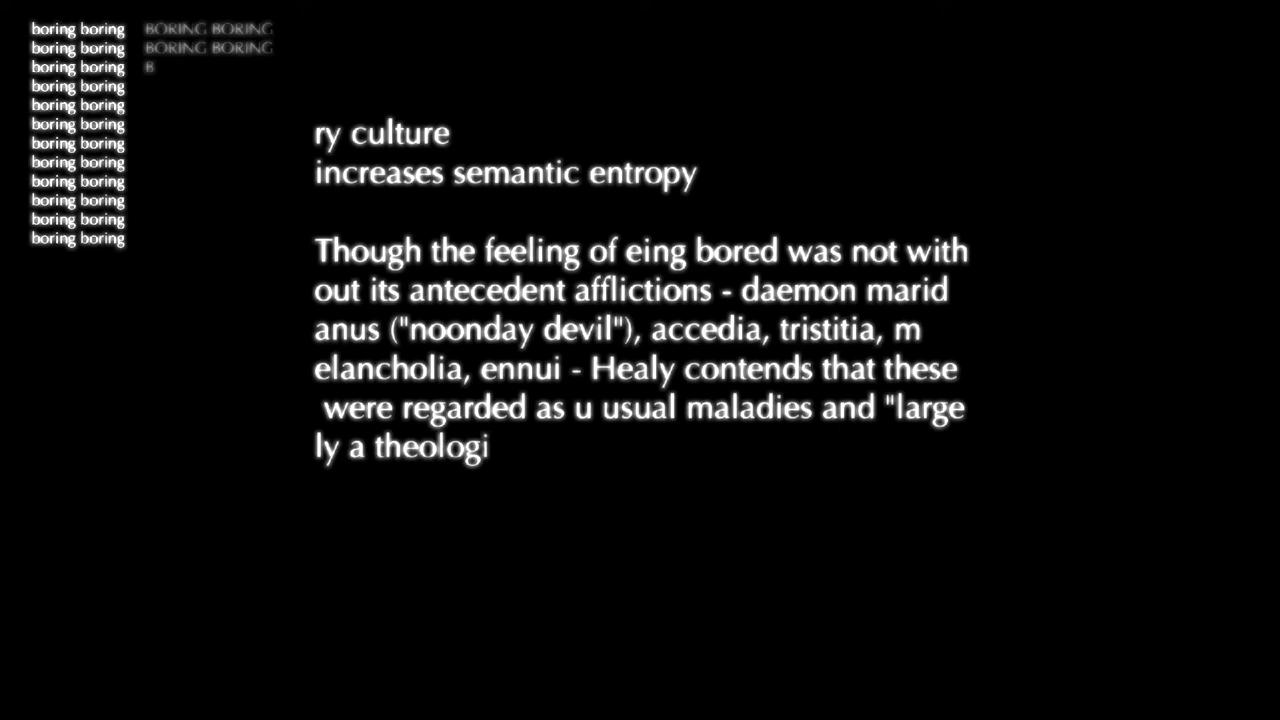 boring boring
boring boring
boring boring
boring boring
boring boring
boring boring
boring boring
boring boring
boring boring
boring boring
boring boring
boring boring
BORING BORING
BORING BORING
B
ry culture
increases semantic entropy
Though the feeling of eing bored was not with
out its antecedent afflictions - daemon marid
anus ("noonday devil"), accedia, tristitia, m
elancholia, ennui - Healy contends that these
were regarded as u usual maladies and "large
ly a theologi